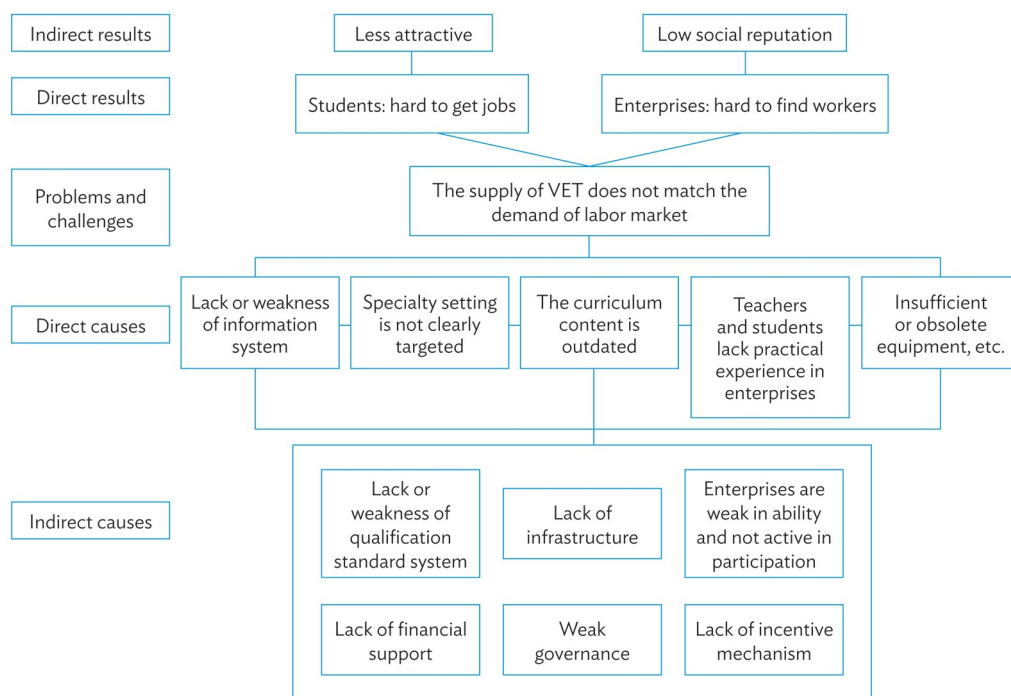 Indirect results
Less attractive
Low social reputation
Direct results
Students: hard to get jobs
Enterprises: hard to find workers
Problems and
challenges
The supply of VET does not match the
demand of labor market
Direct causes
Lack or weakness
of information
system
Specialty setting
is not clearly
targeted
The curriculum
content is
outdated
Teachers
and students
lack practical
experience in
enterprises
Insufficient
or obsolete
equipment, etc.
Indirect causes
Lack or
weakness of
qualification
standard system
Lack of
infrastructure
Enterprises are
weak in ability
and not active in
participation
Lack of financial
support
Weak
governance
Lack of incentive
mechanism